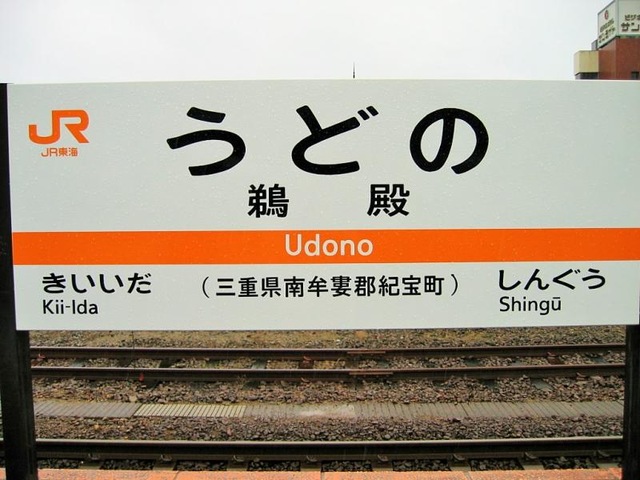 JR
JR東海
うどの
鵜殿
Udono
きいいだ
Kii-Ida
(三重県南牟婁郡紀宝町)
しんぐう
Shingū